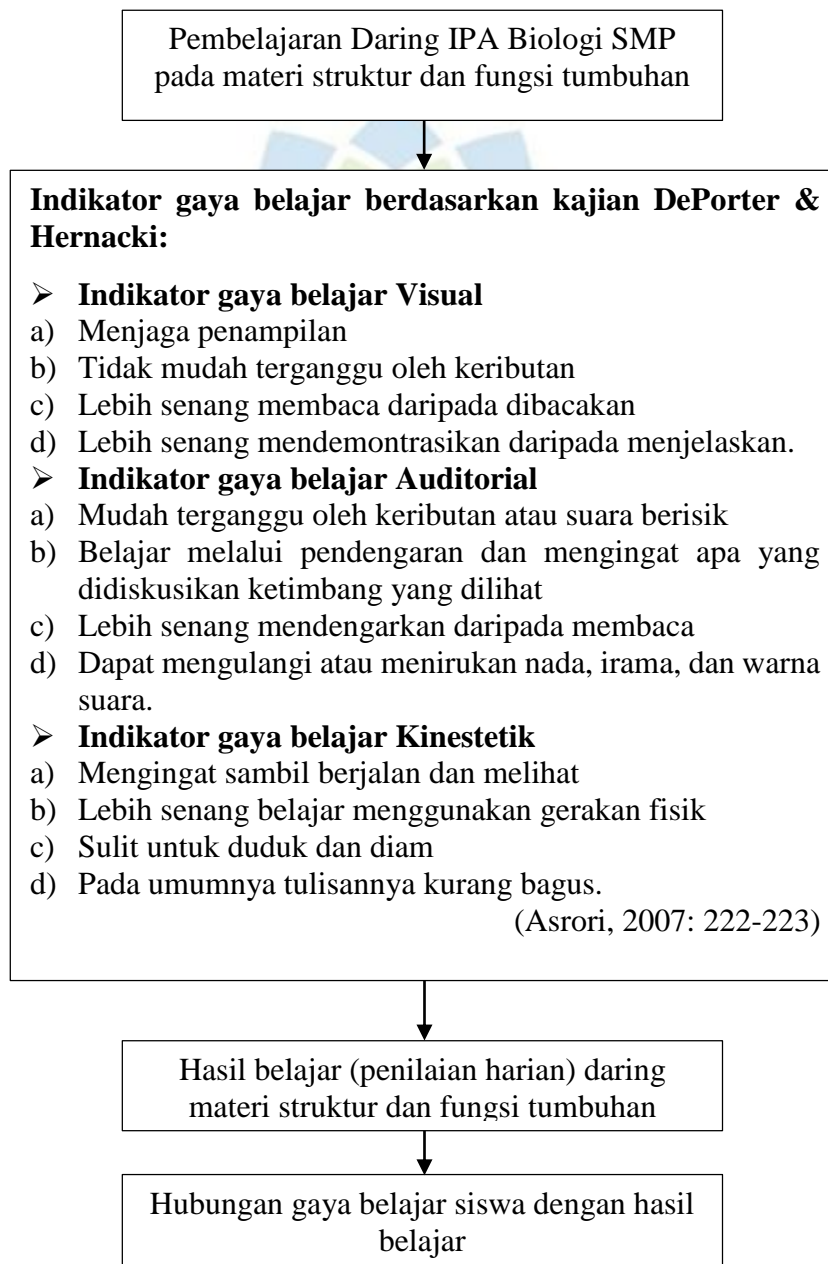 Pembelajaran Daring IPA Biologi SMP
pada materi struktur dan fungsi tumbuhan
Indikator gaya belajar berdasarkan kajian DePorter &
Hernacki:
➢ Indikator gaya belajar Visual
a) Menjaga penampilan
b) Tidak mudah terganggu oleh keributan
c) Lebih senang membaca daripada dibacakan
d) Lebih senang mendemontrasikan daripada menjelaskan.
➢ Indikator gaya belajar Auditorial
a) Mudah terganggu oleh keributan atau suara berisik
b) Belajar melalui pendengaran dan mengingat apa yang
didiskusikan ketimbang yang dilihat
c) Lebih senang mendengarkan daripada membaca
d) Dapat mengulangi atau menirukan nada, irama, dan warna
suara.
➢ Indikator gaya belajar Kinestetik
a) Mengingat sambil berjalan dan melihat
b) Lebih senang belajar menggunakan gerakan fisik
c) Sulit untuk duduk dan diam
d) Pada umumnya tulisannya kurang bagus.
(Asrori, 2007: 222-223)
Hasil belajar (penilaian harian) daring
materi struktur dan fungsi tumbuhan
Hubungan gaya belajar siswa dengan hasil
belajar